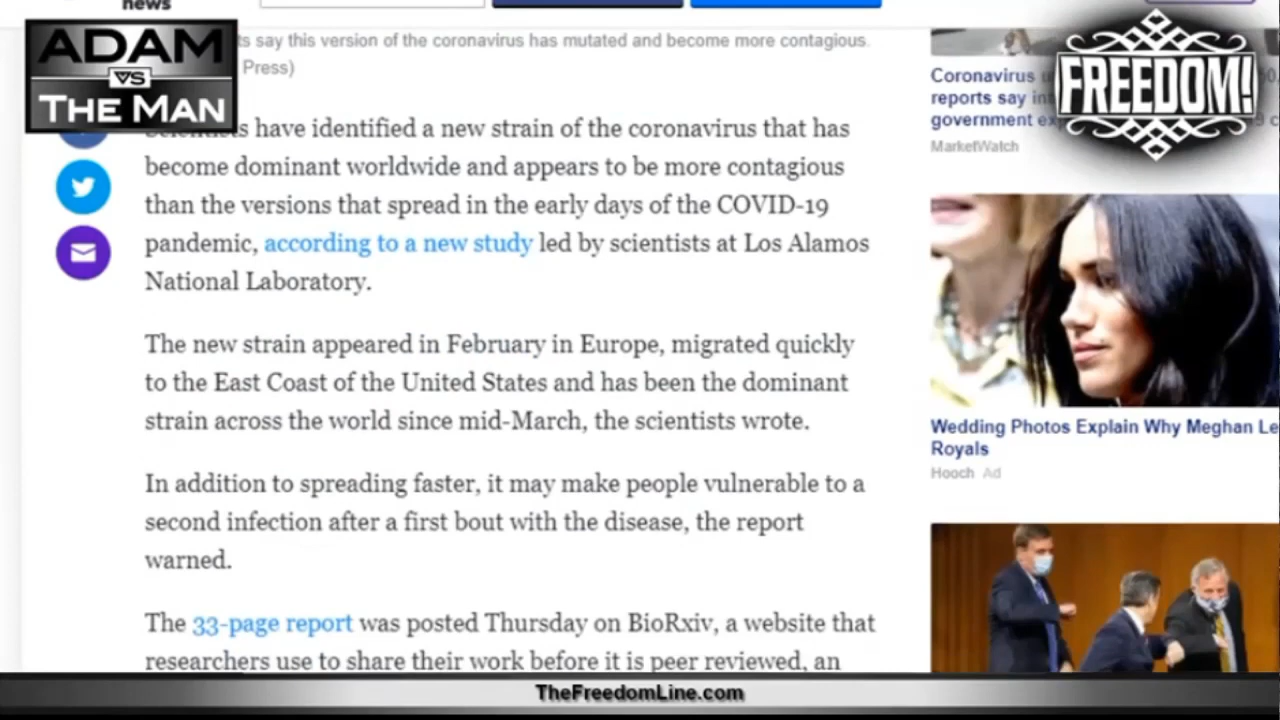 news
ADAM
VS
THE MAN
FREEDOM!
say this version of the coronavirus has mutated and become more contagious.
Press)
Scientists have identified a new strain of the coronavirus that has
become dominant worldwide and appears to be more contagious
than the versions that spread in the early days of the COVID-19
pandemic, according to a new study led by scientists at Los Alamos
National Laboratory.
The new strain appeared in February in Europe, migrated quickly
to the East Coast of the United States and has been the dominant
strain across the world since mid-March, the scientists wrote.
In addition to spreading faster, it may make people vulnerable to a
second infection after a first bout with the disease, the report
warned.
The 33-page report was posted Thursday on BioRxiv, a website that
researchers use to share their work before it is peer reviewed, an
Coronavirus
reports say
government
MarketWatch
Wedding Photos Explain Why Meghan Le
Royals
Hooch Ad
TheFreedomLine.com